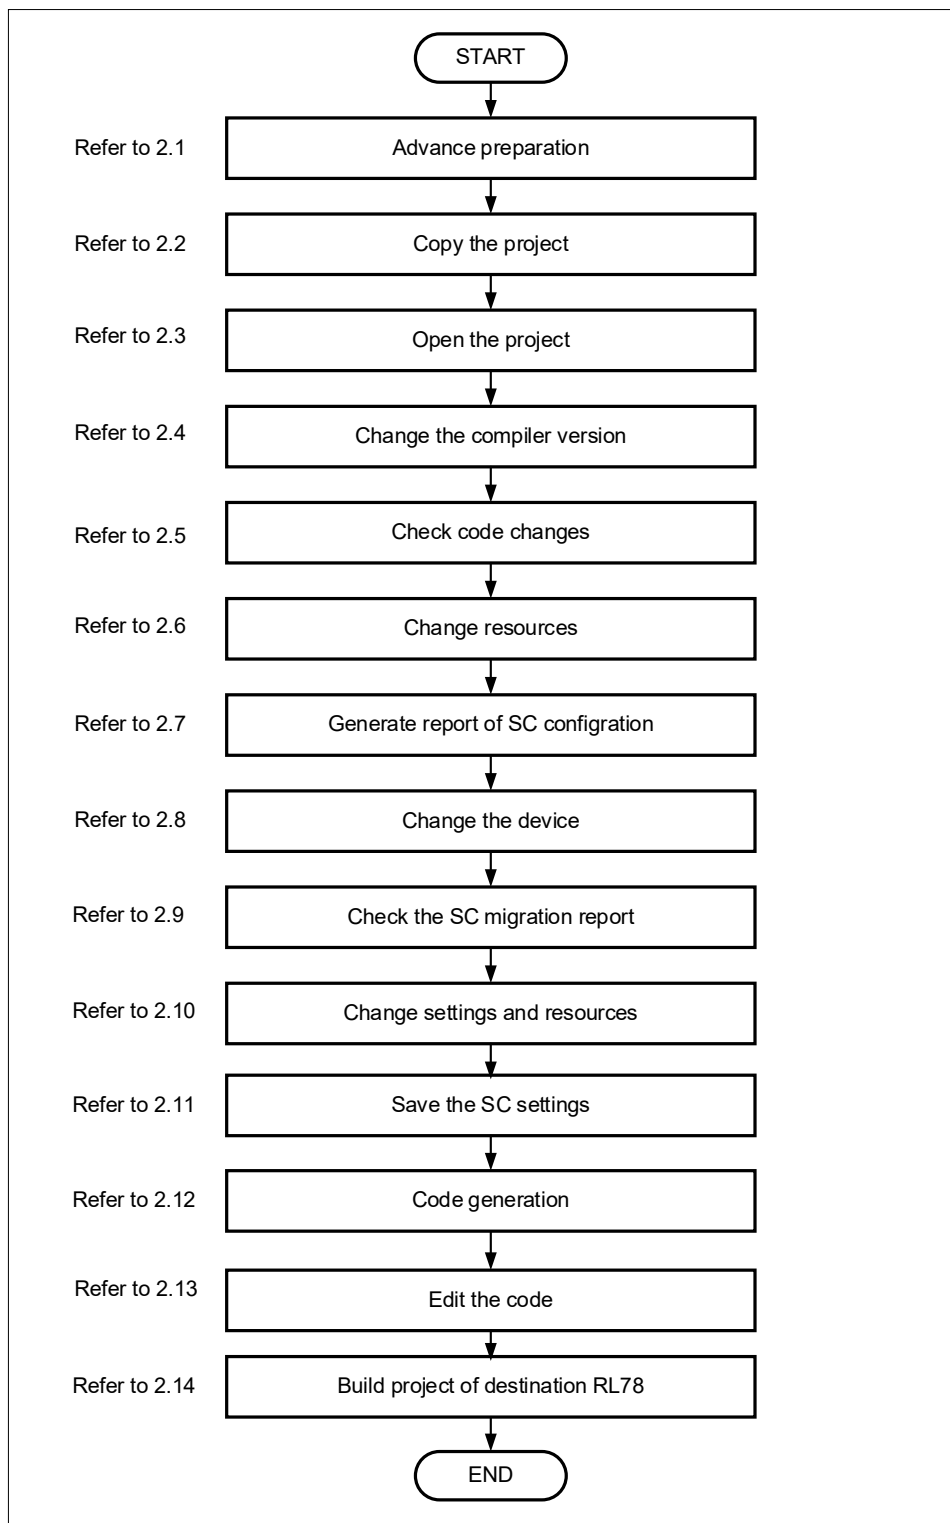 START
Refer to 2.1
Advance preparation
Refer to 2.2
Copy the project
Refer to 2.3
Open the project
Refer to 2.4
Change the compiler version
Refer to 2.5
Check code changes
Refer to 2.6
Change resources
Refer to 2.7
Generate report of SC configration
Refer to 2.8
Change the device
Refer to 2.9
Check the SC migration report
Refer to 2.10
Change settings and resources
Refer to 2.11
Save the SC settings
Refer to 2.12
Code generation
Refer to 2.13
Edit the code
Refer to 2.14
Build project of destination RL78
END